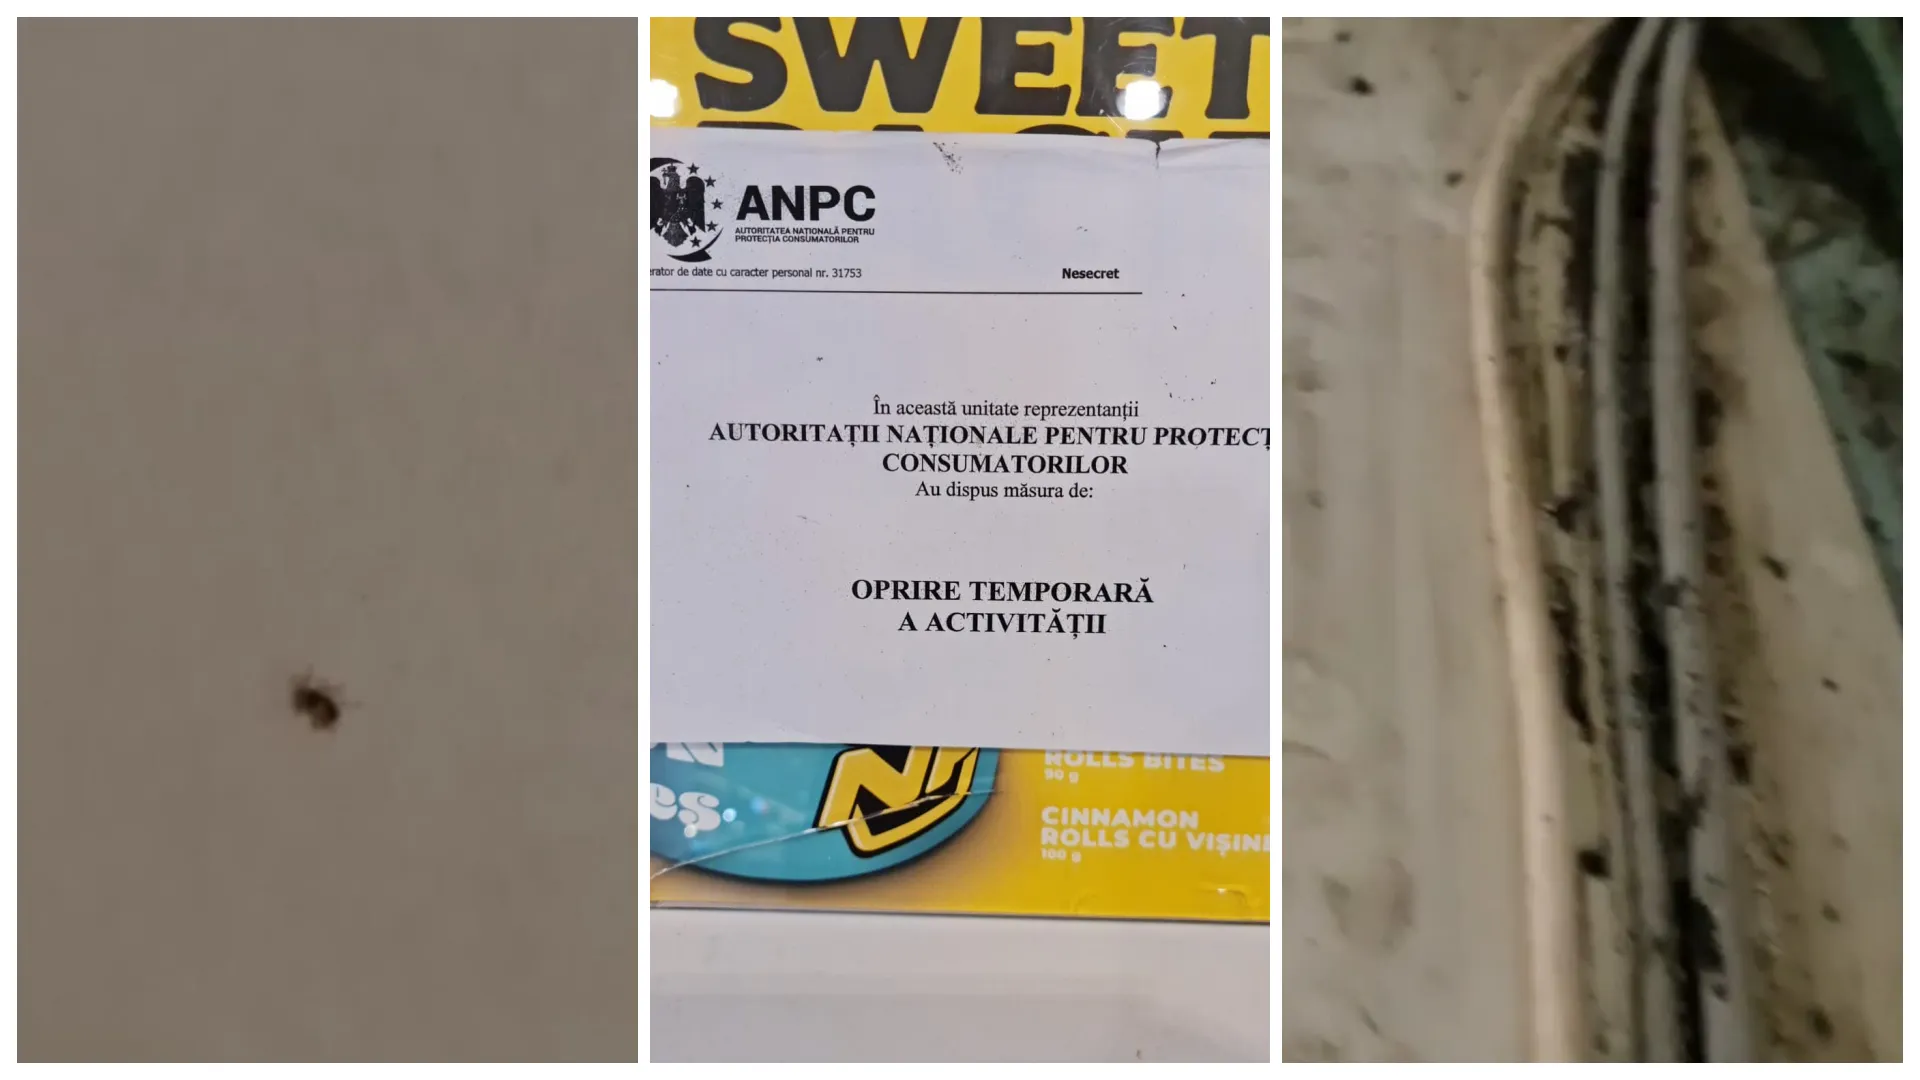 SWEET
ANPC
AUTORITATEA NAȚIONALĂ PENTRU
PROTECȚIA CONSUMATORILOR
erator de date cu caracter personal nr. 31753
Nesecret
În această unitate reprezentanții
AUTORITAȚII NAȚIONALE PENTRU PROTECȚ
CONSUMATORILOR
Au dispus măsura de:
OPRIRE TEMPORARĂ
A ACTIVITĂȚII
ROLLS BITES
90 g
CINNAMON
ROLLS CU VIȘINE
100 g